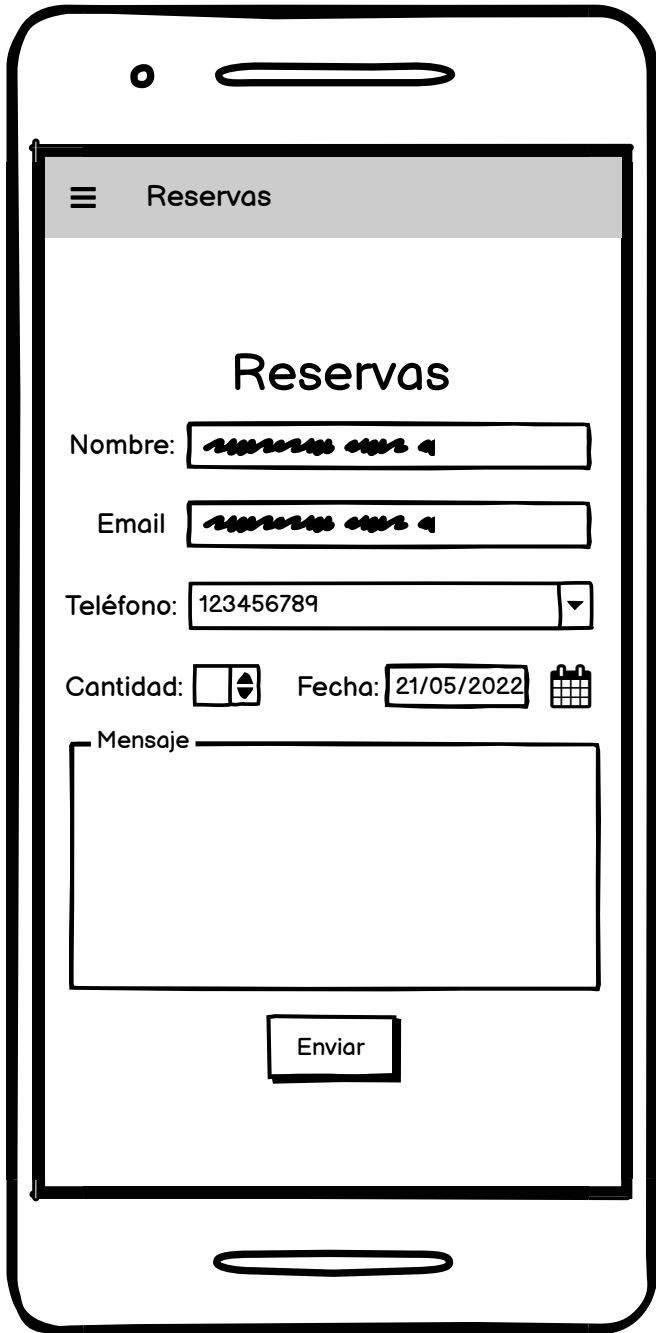 Reservas
Reservas
Nombre:
Email
Teléfono: 123456789
Cantidad: Fecha: 21/05/2022
Mensaje
Enviar